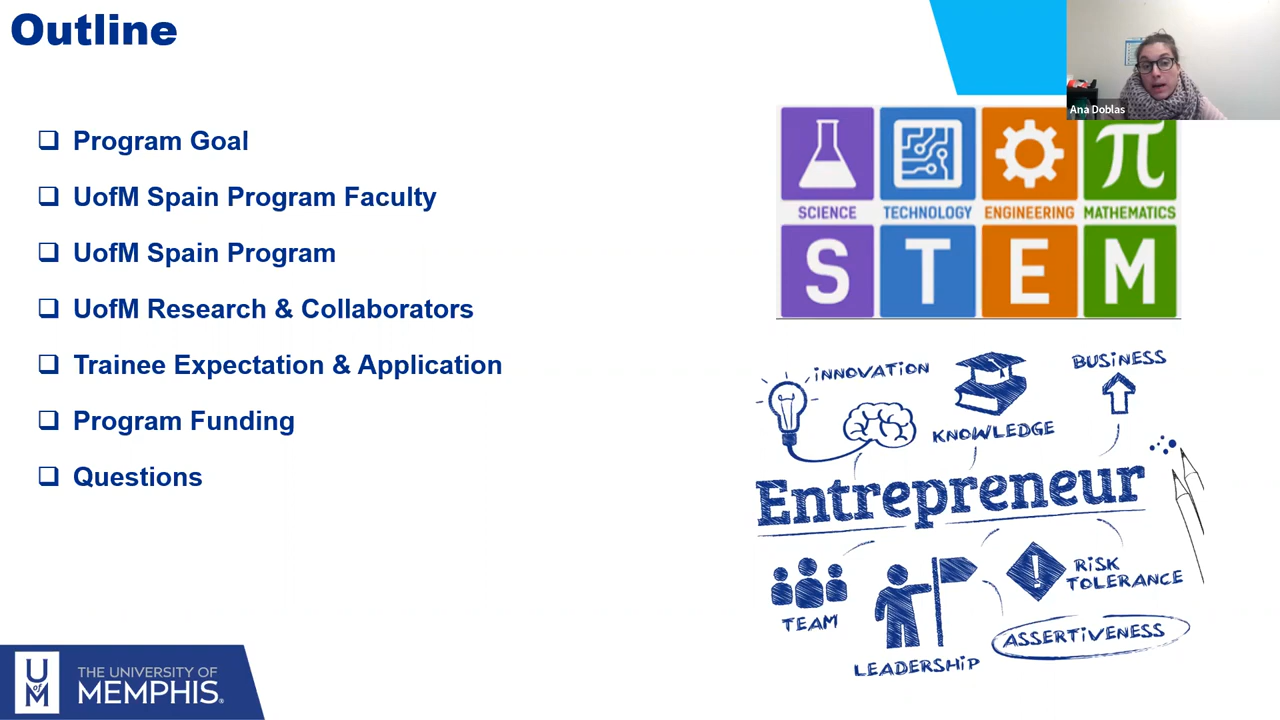 Outline
Program Goal
UofM Spain Program Faculty
UofM Spain Program
UofM Research & Collaborators
Trainee Expectation & Application
Program Funding
Questions
Ana Doblas
SCIENCE TECHNOLOGY ENGINEERING MATHEMATICS
S T E M
INNOVATION
KNOWLEDGE
BUSINESS
Entrepreneur
TEAM
LEADERSHIP
RISK
TOLERANCE
ASSERTIVENESS
U
of
M
THE UNIVERSITY OF
MEMPHIS.